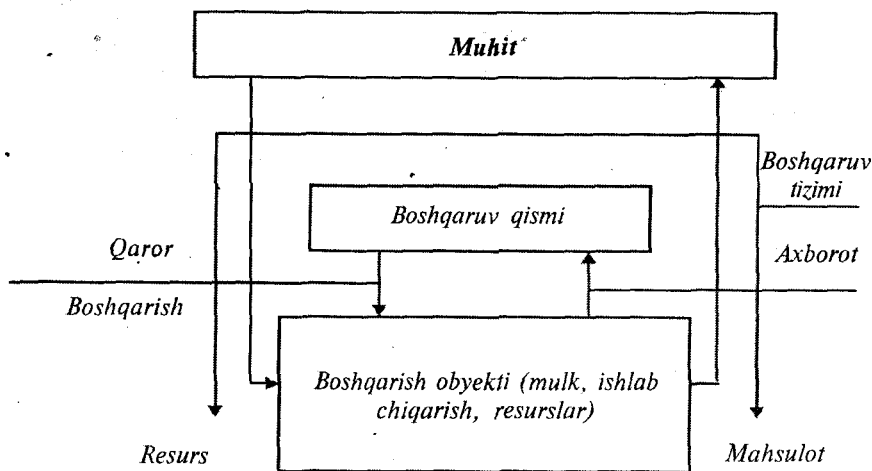 Muhit
Boshqaruv
tizimi
Boshqaruv qismi
Qaror
Axborot
Boshqarish
Boshqarish obyekti (mulk, ishlab
chiqarish, resurslar)
Resurs
Mahsulot